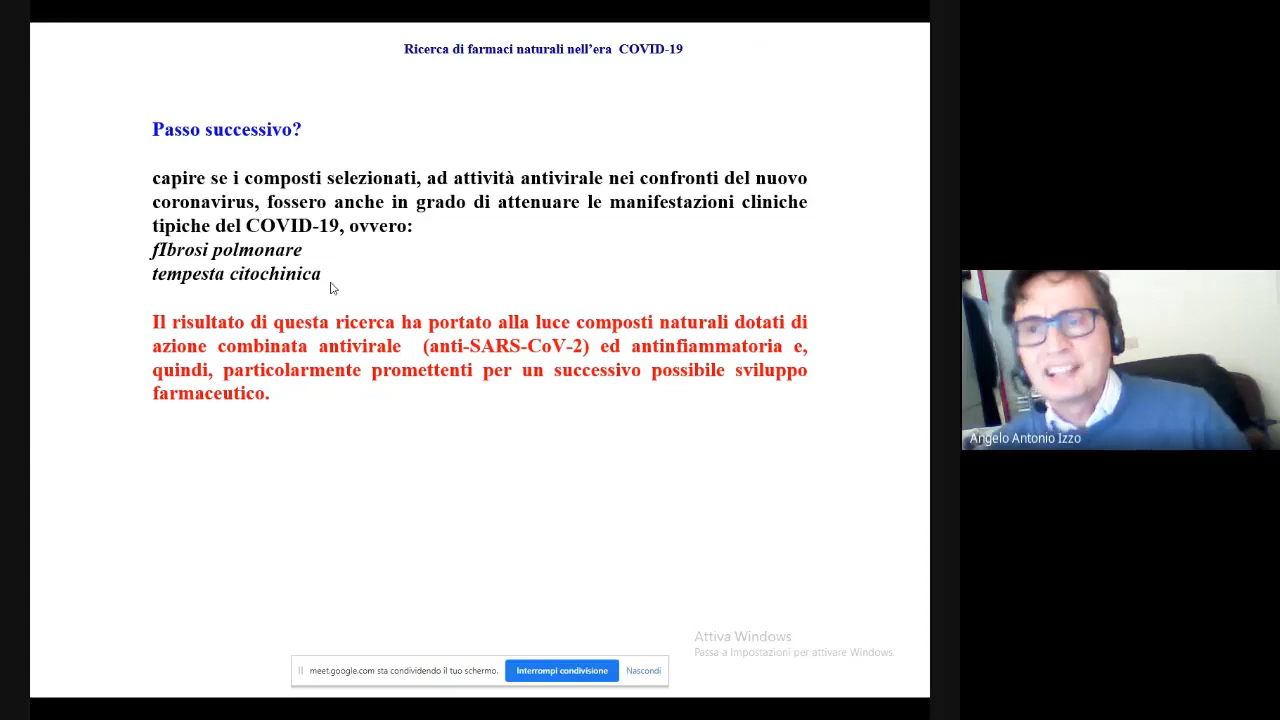 Ricerca di farmaci naturali nell'era COVID-19
Passo successivo?
capire se i composti selezionati, ad attività antivirale nei confronti del nuovo
coronavirus, fossero anche in grado di attenuare le manifestazioni cliniche
tipiche del COVID-19, ovvero:
fIbrosi polmonare
tempesta citochinica
Il risultato di questa ricerca ha portato alla luce composti naturali dotati di
azione combinata antivirale (anti-SARS-CoV-2) ed antinfiammatoria e,
quindi, particolarmente promettenti per un successivo possibile sviluppo
farmaceutico.
Angelo Antonio Izzo
Attiva Windows
Passa a Impostazioni per attivare Windows.
meet.google.com sta condividendo il tuo schermo. Interrompi condivisione Nascondi